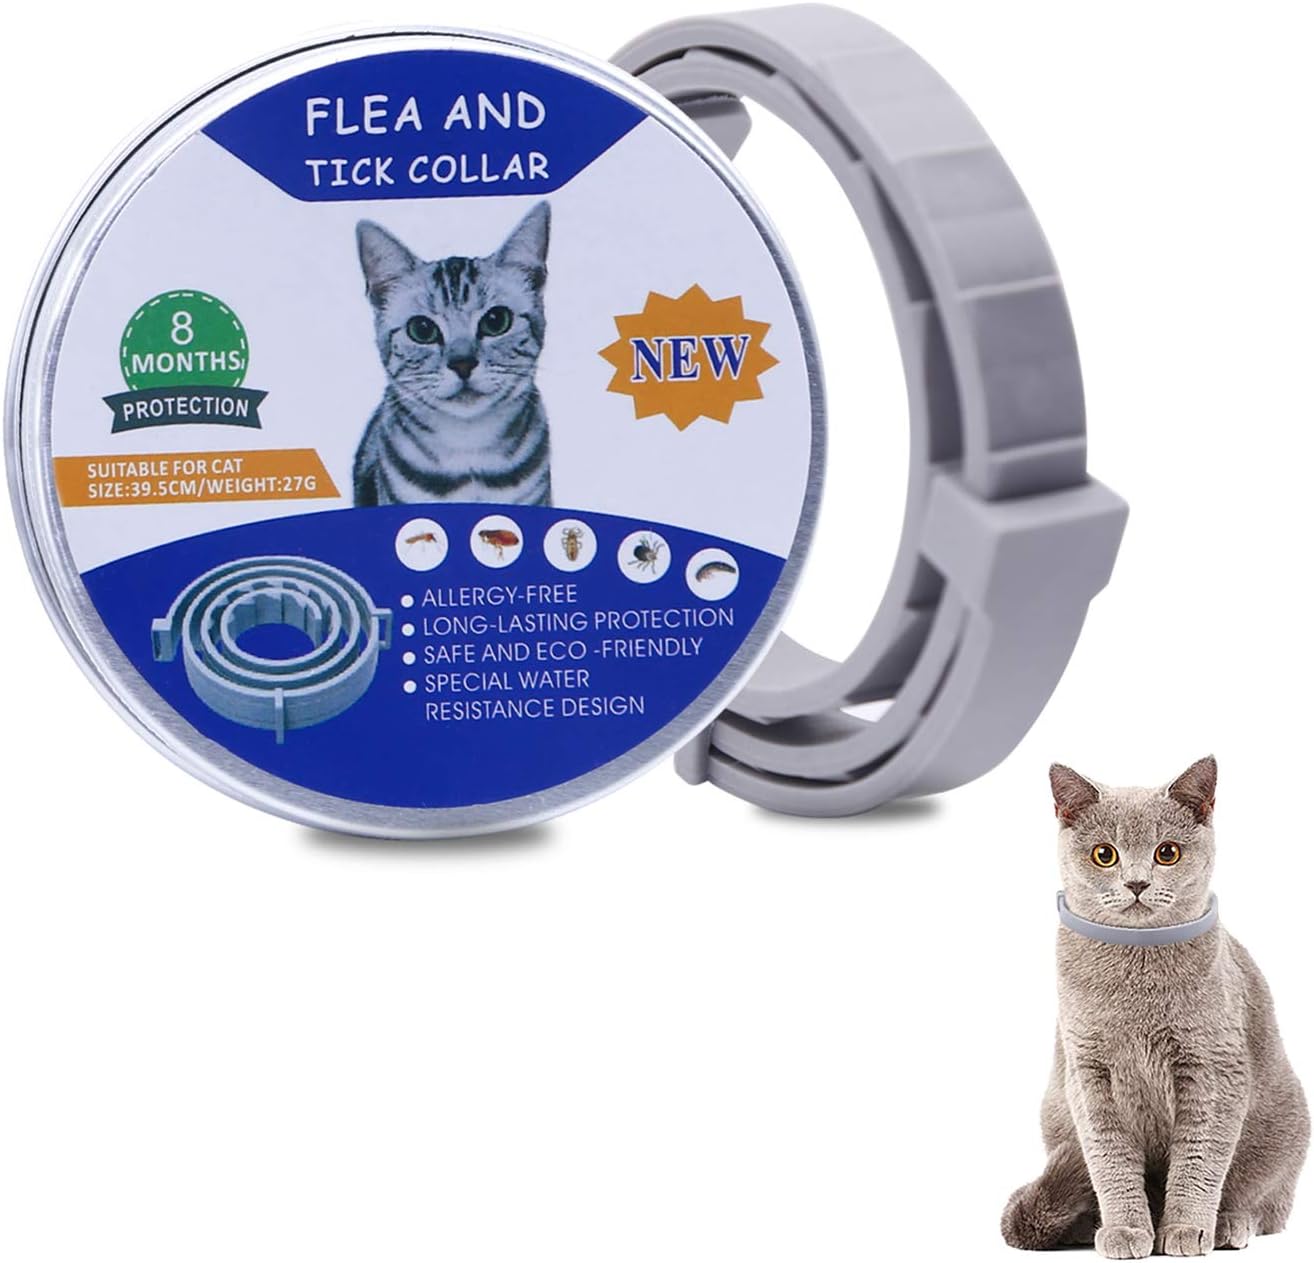 FLEA AND
TICK COLLAR
8
MONTHS
PROTECTION
NEW
SUITABLE FOR CAT
SIZE:39.5CM/WEIGHT:27G
ALLERGY-FREE
LONG-LASTING PROTECTION
SAFE AND ECO -FRIENDLY
SPECIAL WATER
RESISTANCE DESIGN